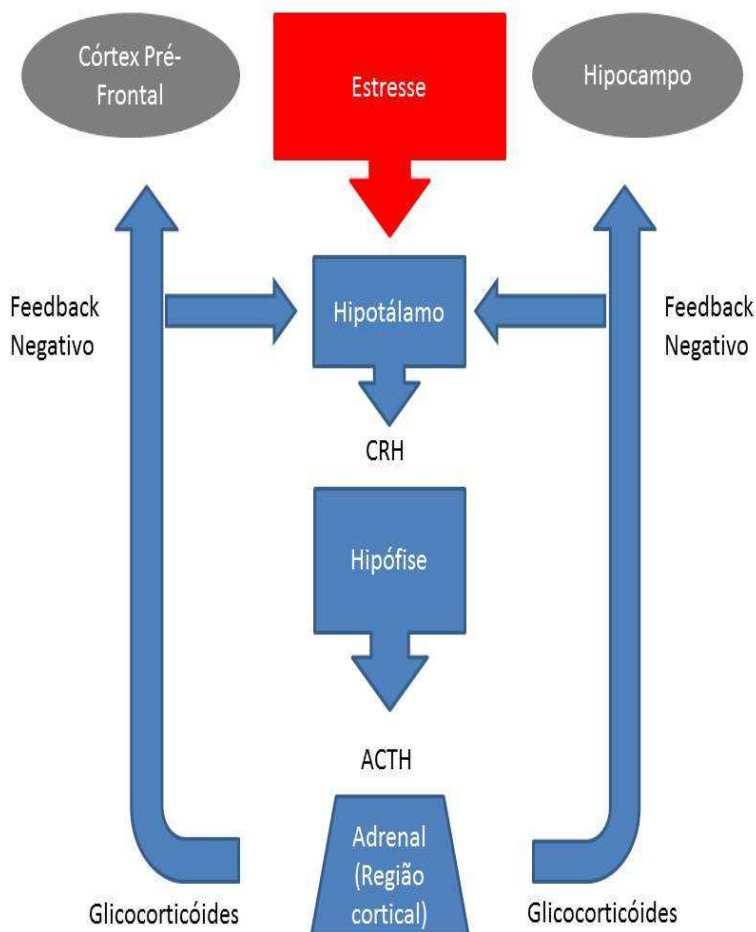 Córtex Pré-
Frontal
Estresse
Hipocampo
Feedback
Negativo
Hipotálamo
Feedback
Negativo
CRH
Hipófise
ACTH
Adrenal
(Região
cortical)
Glicocorticóides
Glicocorticóides